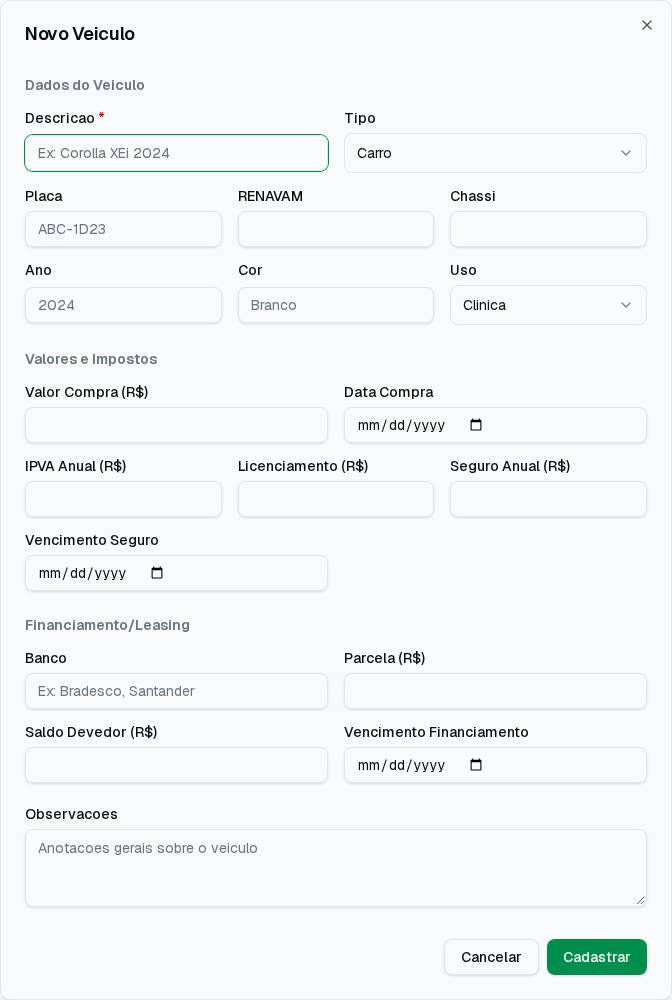 Novo Veiculo
Dados do Veiculo
Descricao * Tipo
Ex: Corolla XEi 2024 Carro
Placa RENAVAM Chassi
ABC-1D23
Ano Cor Uso
2024 Branco Clinica
Valores e Impostos
Valor Compra (R$) Data Compra
mm/dd/yyyy
IPVA Anual (R$) Licenciamento (R$) Seguro Anual (R$)
Vencimento Seguro
mm/dd/yyyy
Financiamento/Leasing
Banco Parcela (R$)
Ex: Bradesco, Santander
Saldo Devedor (R$) Vencimento Financiamento
mm/dd/yyyy
Observacoes
Anotacoes gerais sobre o veiculo
Cancelar Cadastrar